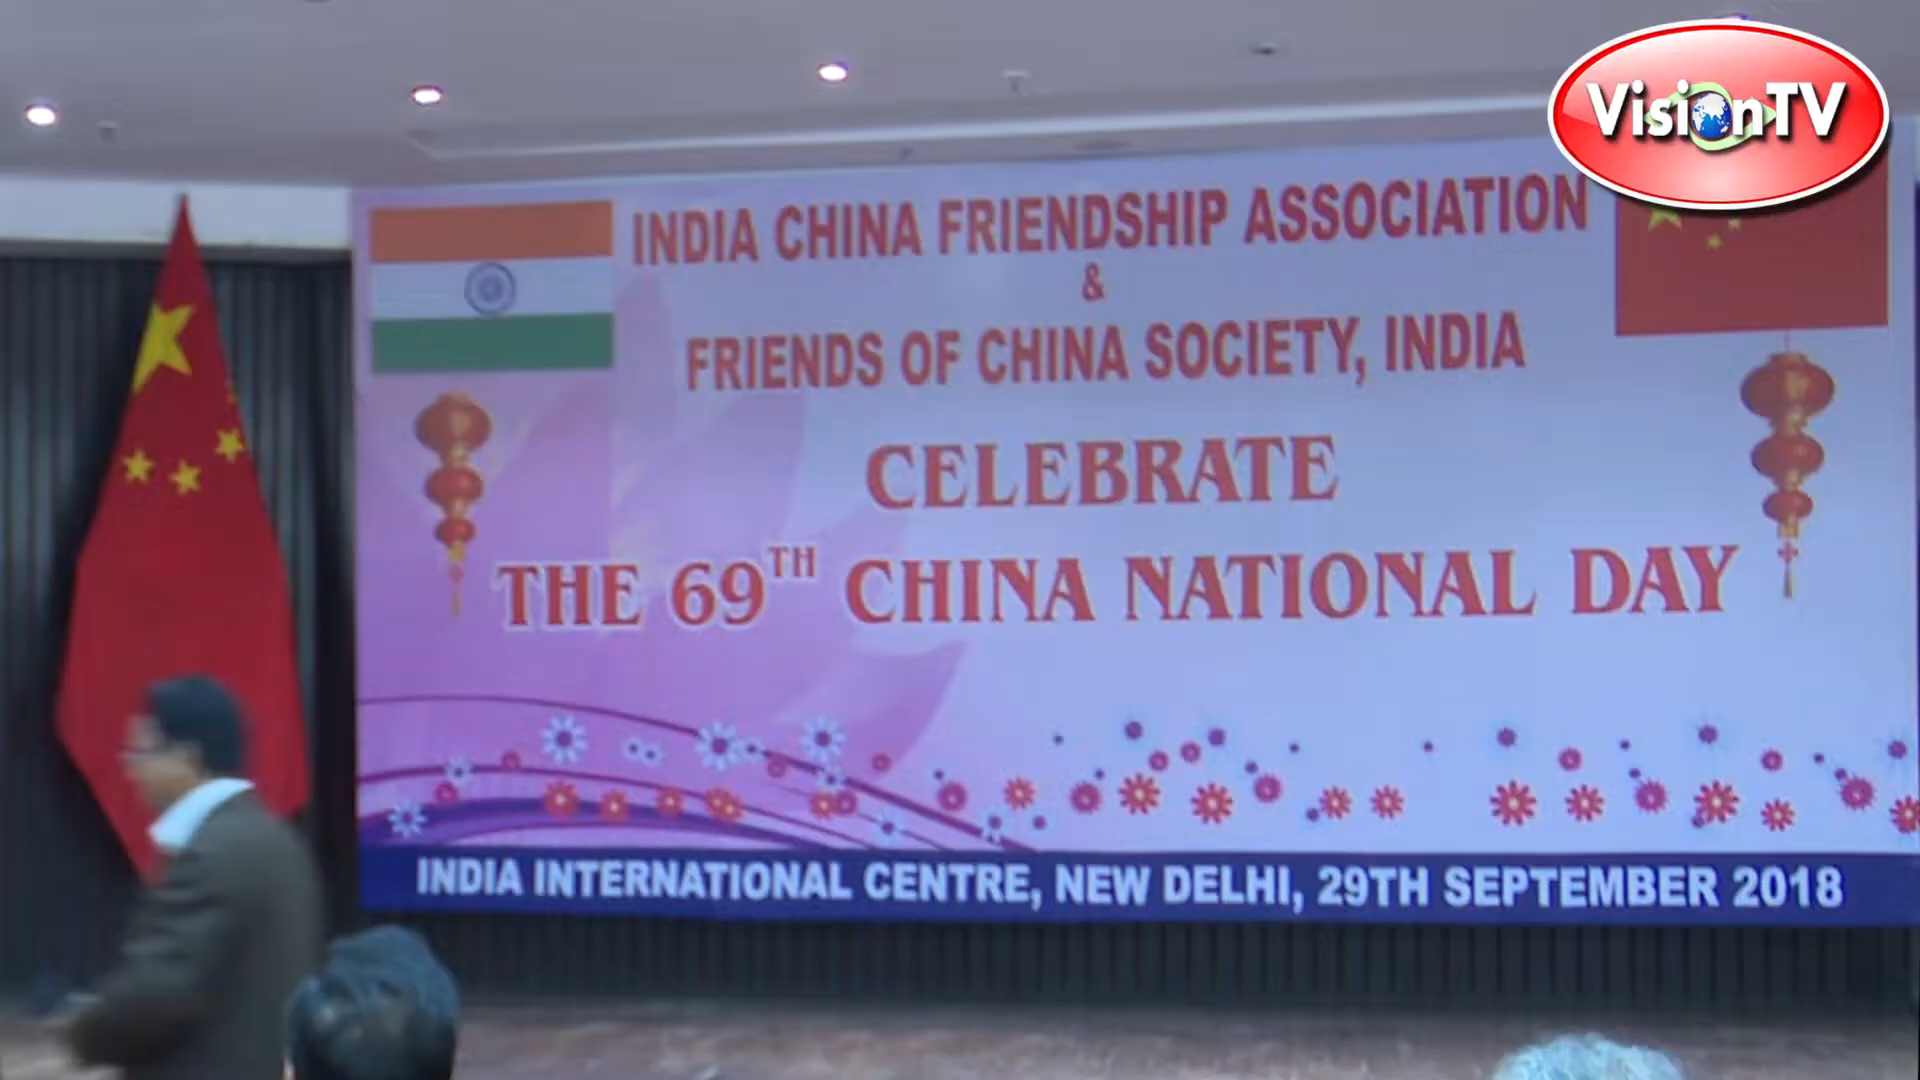 VisionTV
INDIA CHINA FRIENDSHIP ASSOCIATION
&
FRIENDS OF CHINA SOCIETY, INDIA
CELEBRATE
THE 69TH CHINA NATIONAL DAY
INDIA INTERNATIONAL CENTRE, NEW DELHI, 29TH SEPTEMBER 2018